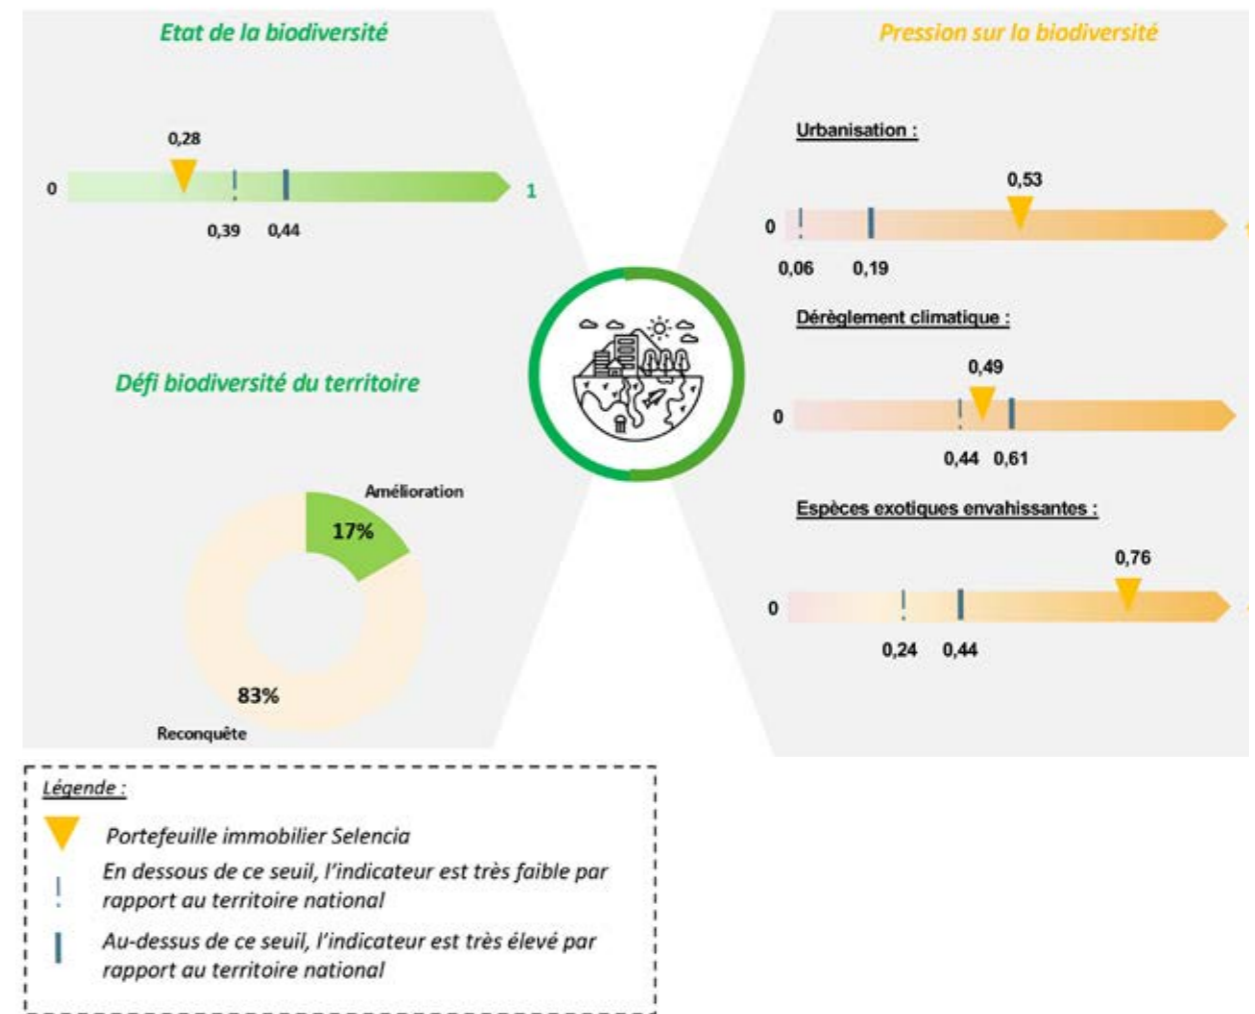 Etat de la biodiversité
0,28
0
1
0,39 0,44
Défi biodiversité du territoire
Amélioration
17%
83%
Reconquête
Pression sur la biodiversité
Urbanisation :
0,53
0
0,06 0,19
Dérèglement climatique :
0,49
0
0,44 0,61
Espèces exotiques envahissantes :
0,76
0
0,24 0,44
Légende :
Portefeuille immobilier Selencia
En dessous de ce seuil, l'indicateur est très faible par
rapport au territoire national
Au-dessus de ce seuil, l'indicateur est très élevé par
rapport au territoire national